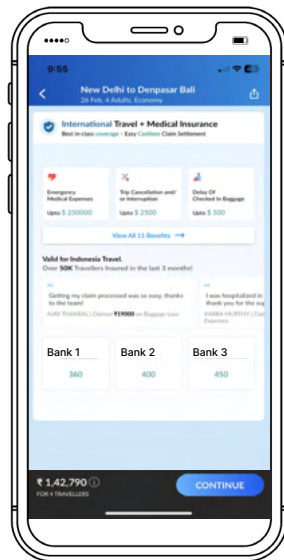 9:55
New Delhi to Denpasar Bali
26 Feb, 4 Adults, Economy
International Travel + Medical Insurance
Best-in-class coverage • Easy Cashless Claim Settlement
Emergency
Medical Expenses
Upto $ 250000
Trip Cancellation and/
or Interruption
Upto $ 2500
Delay Of
Checked In Baggage
Upto $ 500
View All 11 Benefits
Valid for Indonesia Travel.
Over 50K Travellers Insured in the last 3 months!
Getting my claim processed was so easy, thanks
to the team!
AJAY THAKRAL | Claimed ₹19000 on Baggage Loss
I was hospitalized in
thank you for the
KABRA MURTHY |
Expenses
Bank 1
360
Bank 2
400
Bank 3
450
₹ 1,42,790
FOR 4 TRAVELLERS
CONTINUE